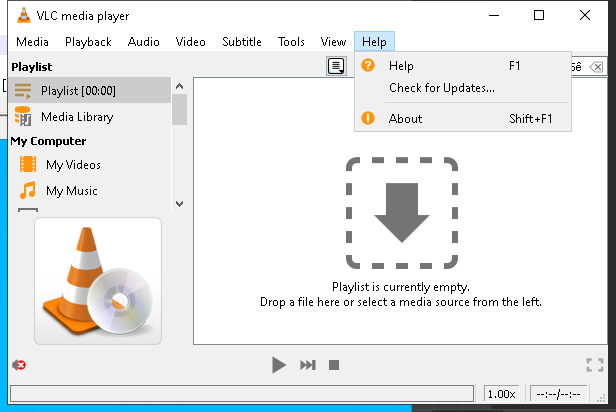 VLC media player
Media Playback Audio Video Subtitle Tools View Help
Playlist
Playlist [00:00]
Media Library
My Computer
My Videos
My Music
Help F1
Check for Updates...
About Shift+F1
Playlist is currently empty.
Drop a file here or select a media source from the left.
1.00x --:--/--:--